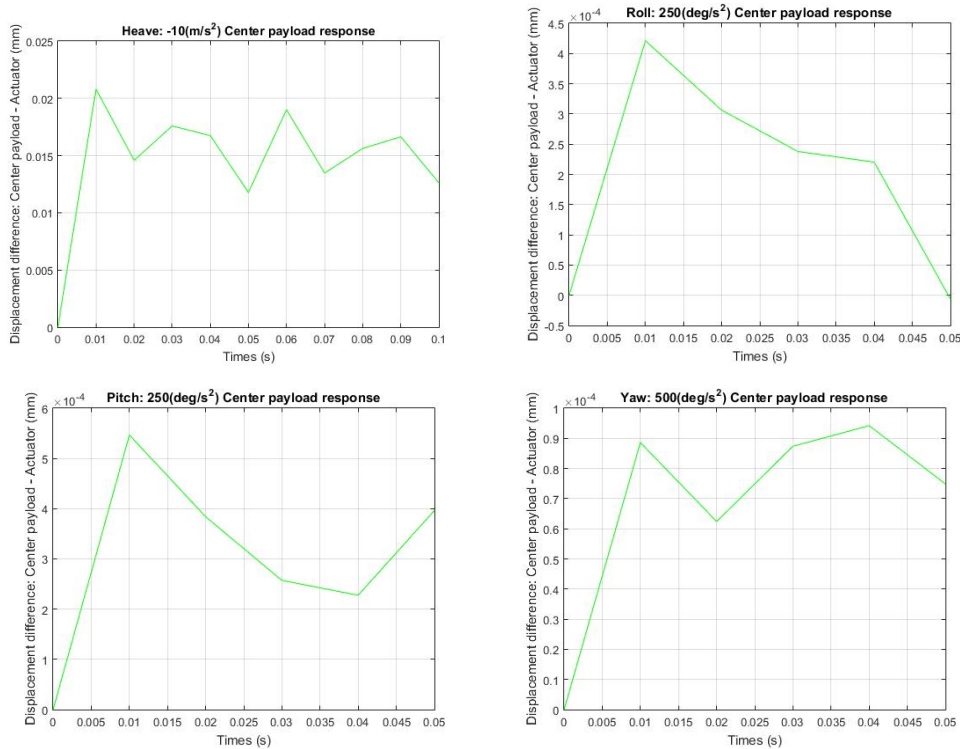 Heave: -10(m/s²) Center payload response
Displacement difference: Center payload - Actuator (mm)
0.025
0.02
0.015
0.01
0.005
0
0 0.01 0.02 0.03 0.04 0.05 0.06 0.07 0.08 0.09 0.1
Times (s)
×10⁻⁴
Roll: 250(deg/s²) Center payload response
Displacement difference: Center payload - Actuator (mm)
4.5
4
3.5
3
2.5
2
1.5
1
0.5
0
-0.5
0 0.005 0.01 0.015 0.02 0.025 0.03 0.035 0.04 0.045 0.05
Times (s)
×10⁻⁴
Pitch: 250(deg/s²) Center payload response
Displacement difference: Center payload - Actuator (mm)
6
5
4
3
2
1
0
0 0.005 0.01 0.015 0.02 0.025 0.03 0.035 0.04 0.045 0.05
Times (s)
×10⁻⁴
Yaw: 500(deg/s²) Center payload response
Displacement difference: Center payload - Actuator (mm)
1
0.9
0.8
0.7
0.6
0.5
0.4
0.3
0.2
0.1
0
0 0.005 0.01 0.015 0.02 0.025 0.03 0.035 0.04 0.045 0.05
Times (s)